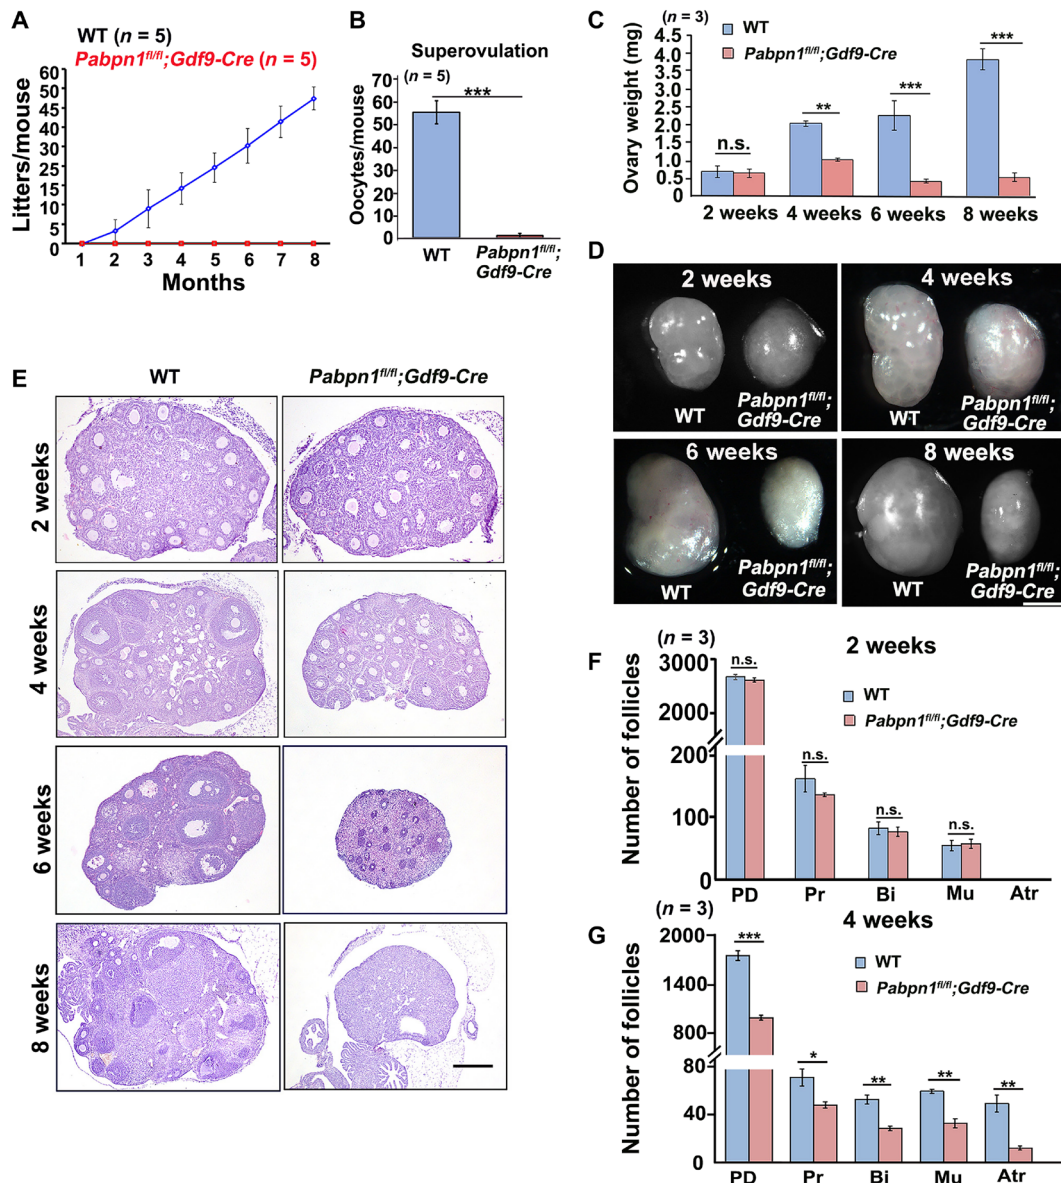 A
WT (n = 5)
Pabpn1fl/fl;Gdf9-Cre (n = 5)
Litters/mouse
60
50
45
40
35
30
25
15
5
0
1 2 3 4 5 6 7 8
Months
B
Superovulation
(n = 5)
***
Oocytes/mouse
60
50
40
30
20
10
0
WT
Pabpn1fl/fl;
Gdf9-Cre
C
(n = 3)
WT
Pabpn1fl/fl;Gdf9-Cre
Ovary weight (mg)
4.5
4.0
3.5
3.0
2.5
2.0
1.5
1.0
0.5
0
n.s.
**
***
***
2 weeks 4 weeks 6 weeks 8 weeks
D
2 weeks
WT
Pabpn1fl/fl;
Gdf9-Cre
4 weeks
WT
Pabpn1fl/fl;
Gdf9-Cre
6 weeks
WT
Pabpn1fl/fl;
Gdf9-Cre
8 weeks
WT
Pabpn1fl/fl;
Gdf9-Cre
E
WT
Pabpn1fl/fl;Gdf9-Cre
2 weeks
4 weeks
6 weeks
8 weeks
F
(n = 3)
2 weeks
WT
Pabpn1fl/fl;Gdf9-Cre
Number of follicles
3000
2000
200
100
0
n.s.
n.s.
n.s.
n.s.
PD Pr Bi Mu Atr
G
(n = 3)
4 weeks
WT
Pabpn1fl/fl;Gdf9-Cre
Number of follicles
2000
1400
800
80
40
0
***
*
**
**
**
PD Pr Bi Mu Atr